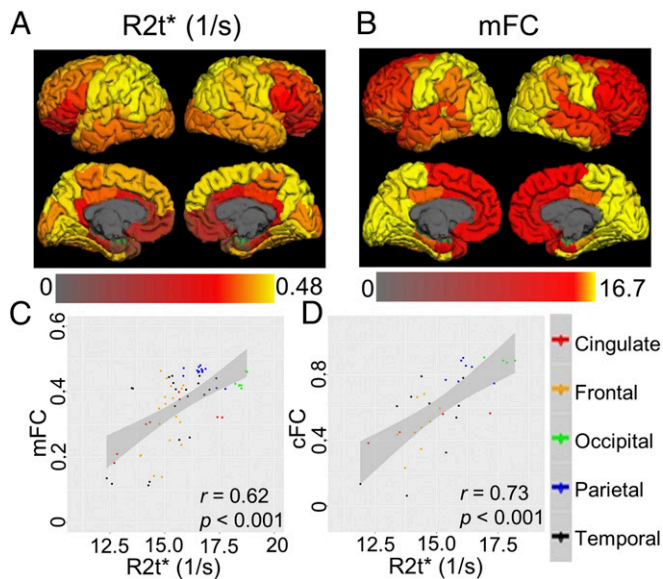 A R2t* (1/s)
B mFC
0 0.48
0 16.7
C
mFC
0 0.2 0.4 0.6
r = 0.62
p < 0.001
12.5 15.0 17.5 20
R2t* (1/s)
D
cFC
0 0.4 0.8
r = 0.73
p < 0.001
12.5 15.0 17.5
R2t* (1/s)
Cingulate
Frontal
Occipital
Parietal
Temporal